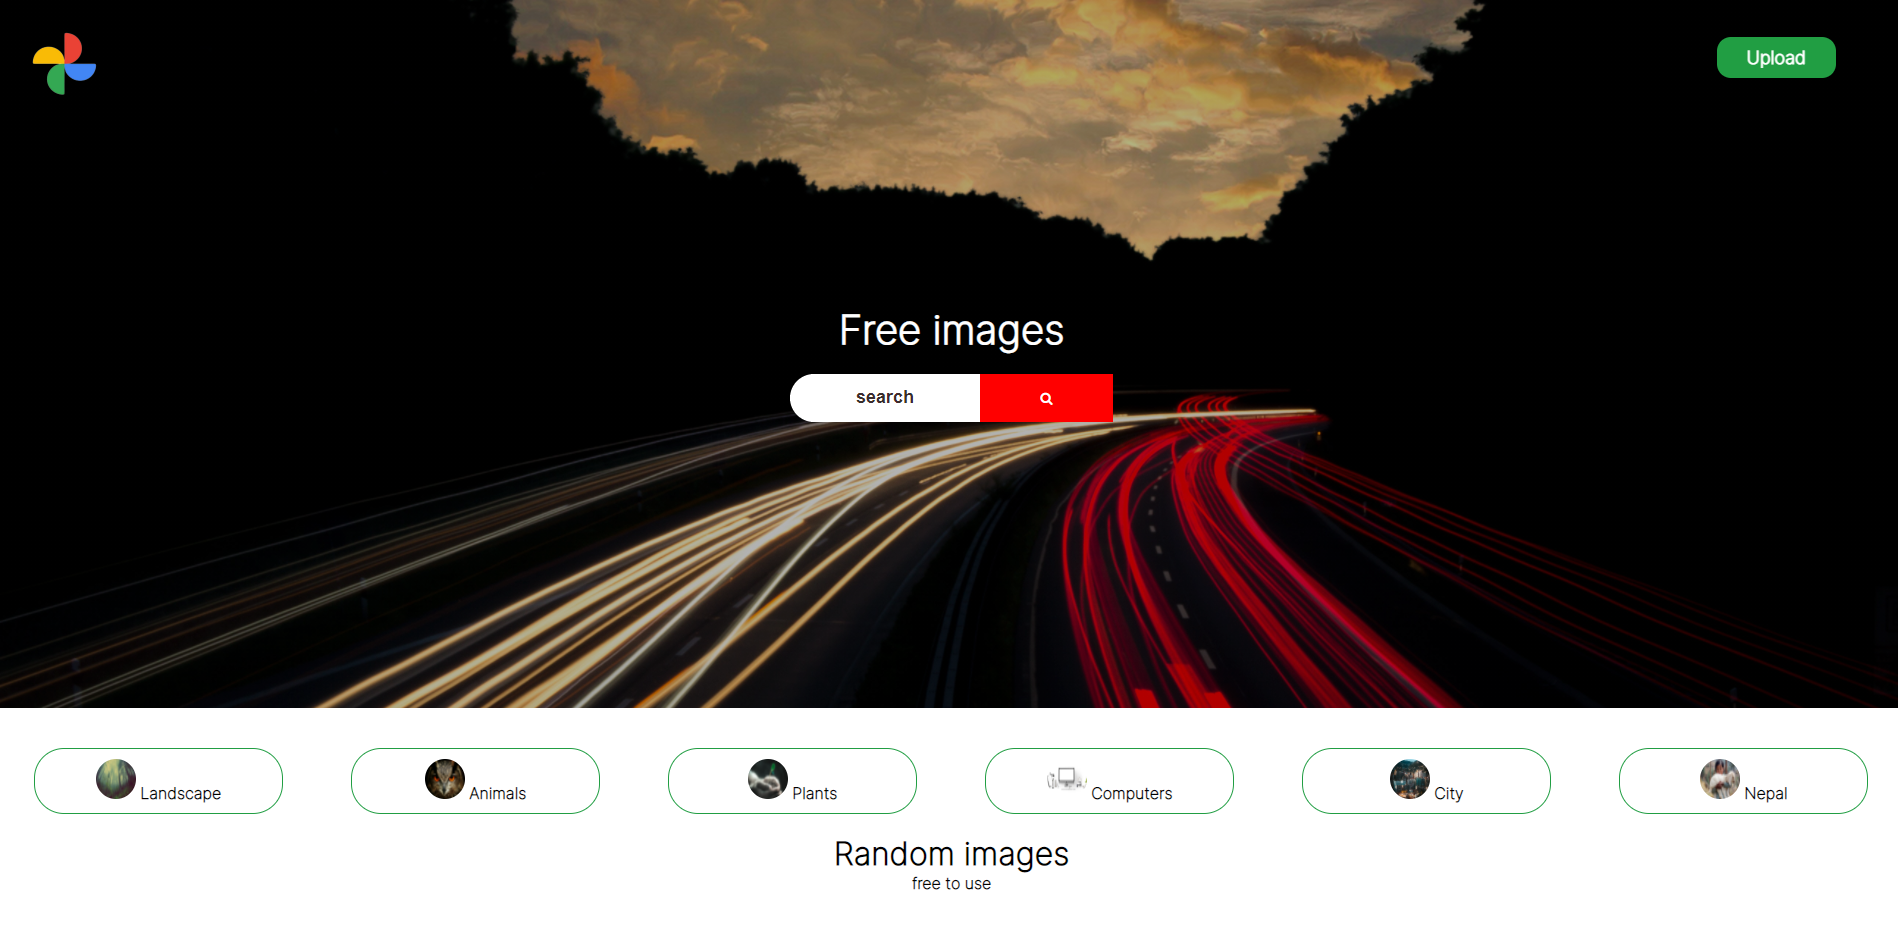 Upload
Free images
search
Landscape
Animals
Plants
Computers
City
Nepal
Random images
free to use